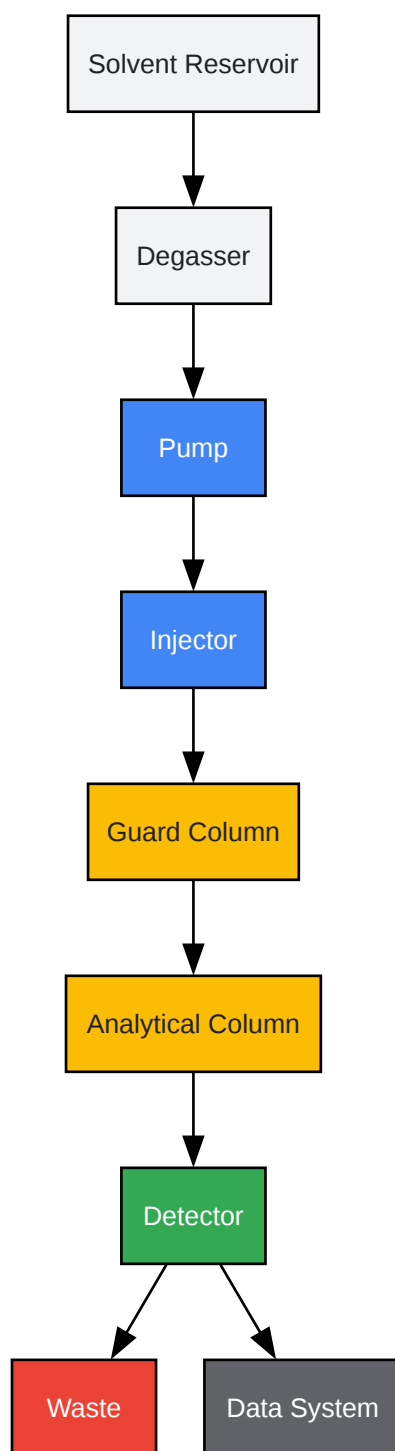 Solvent Reservoir
Degasser
Pump
Injector
Guard Column
Analytical Column
Detector
Waste
Data System